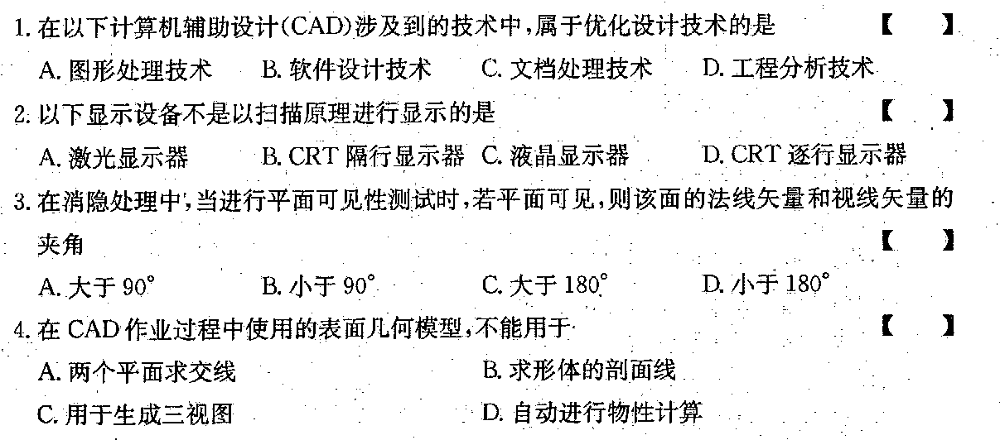 1. 在以下计算机辅助设计(CAD)涉及到的技术中,属于优化设计技术的是 【 】
A. 图形处理技术 B. 软件设计技术 C. 文档处理技术 D. 工程分析技术
2. 以下显示设备不是以扫描原理进行显示的是 【 】
A. 激光显示器 B. CRT 隔行显示器 C. 液晶显示器 D. CRT 逐行显示器
3. 在消隐处理中,当进行平面可见性测试时,若平面可见,则该面的法线矢量和视线矢量的
夹角 【 】
A. 大于 90° B. 小于 90° C. 大于 180° D. 小于 180°
4. 在 CAD 作业过程中使用的表面几何模型,不能用于 【 】
A. 两个平面求交线 B. 求形体的剖面线
C. 用于生成三视图 D. 自动进行物性计算